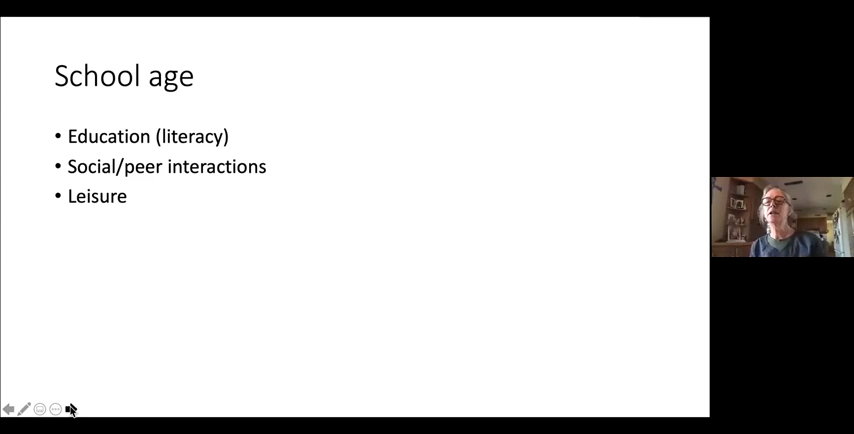 School age
• Education (literacy)
• Social/peer interactions
• Leisure